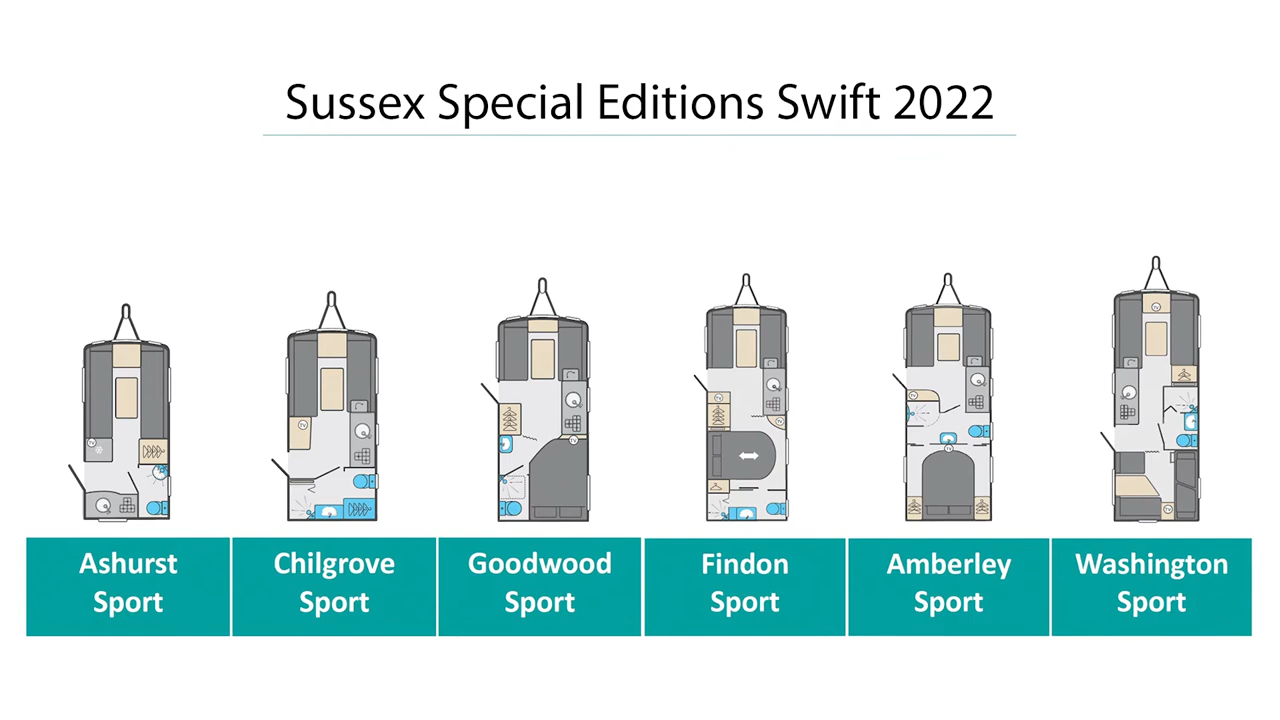 Sussex Special Editions Swift 2022
Ashurst
Sport
Chilgrove
Sport
Goodwood
Sport
Findon
Sport
Amberley
Sport
Washington
Sport